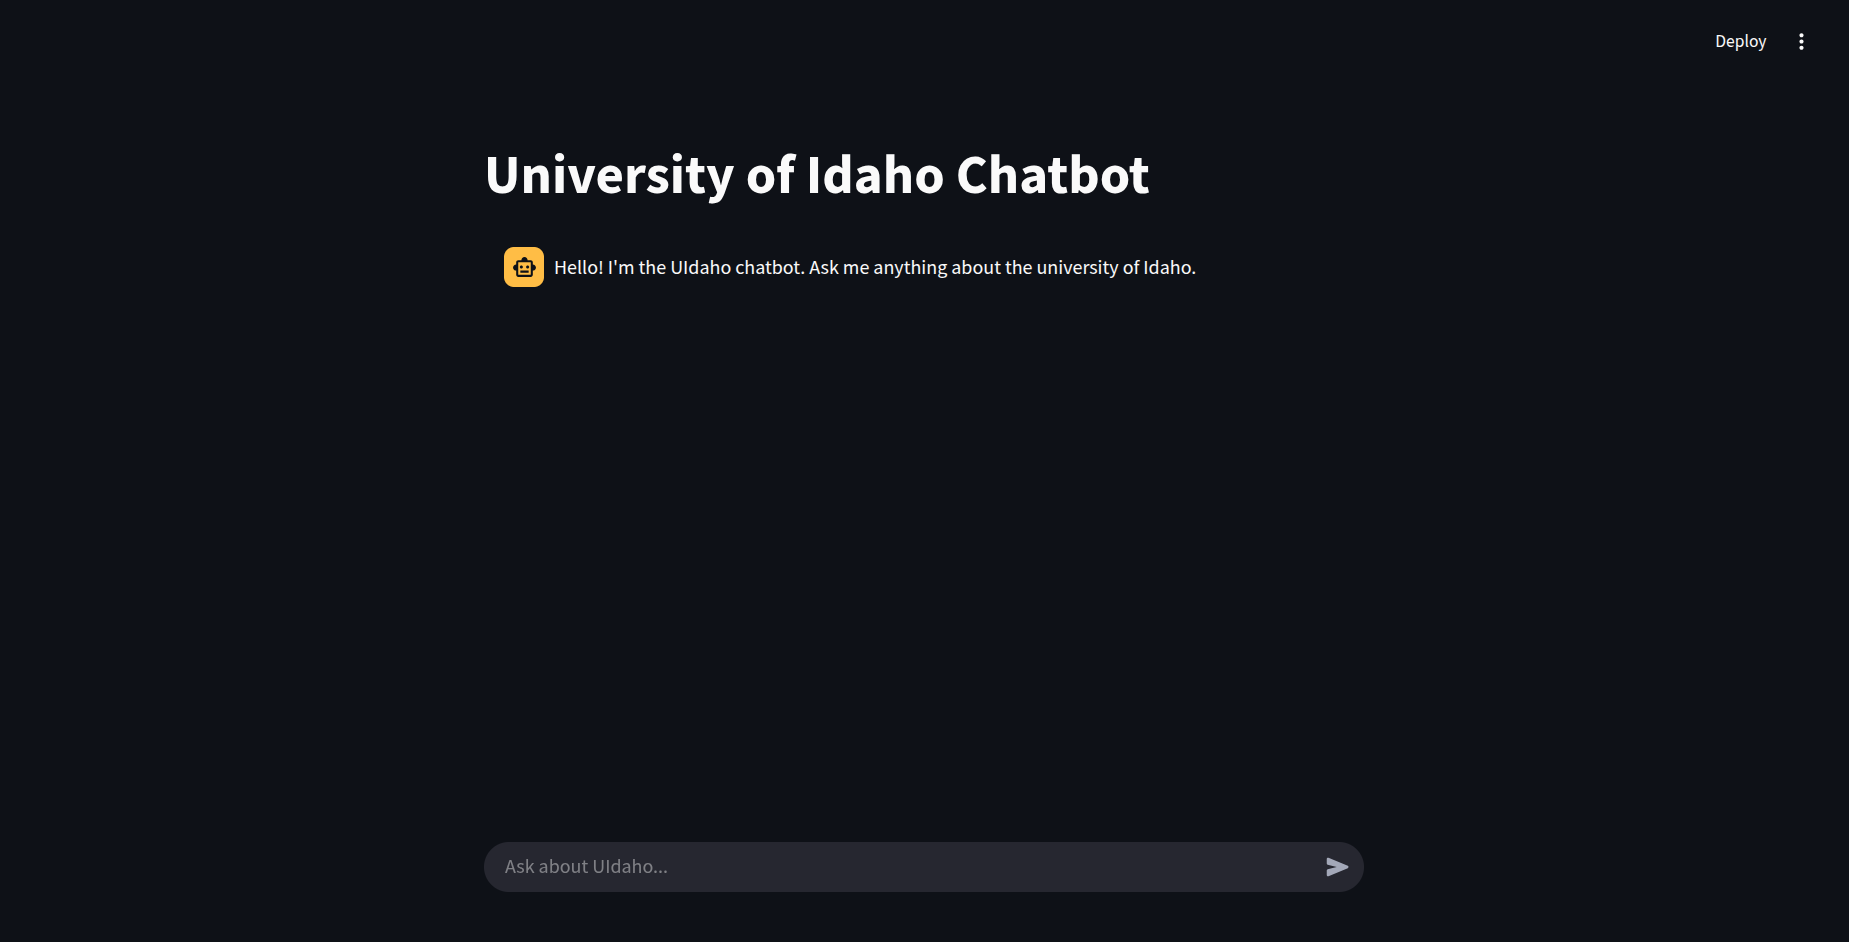 Deploy
University of Idaho Chatbot
Hello! I'm the UIdaho chatbot. Ask me anything about the university of Idaho.
Ask about UIdaho...